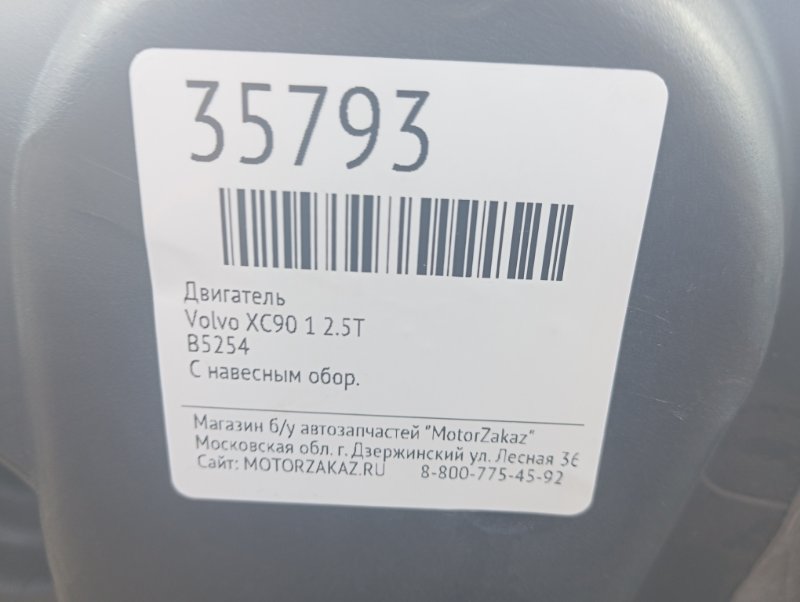 35793
Двигатель
Volvo XC90 1 2.5T
B5254
С навесным обор.
Магазин б/у автозапчастей "MotorZakaz"
Московская обл. г. Дзержинский ул. Лесная 36
Сайт: MOTORZAKAZ.RU 8-800-775-45-92